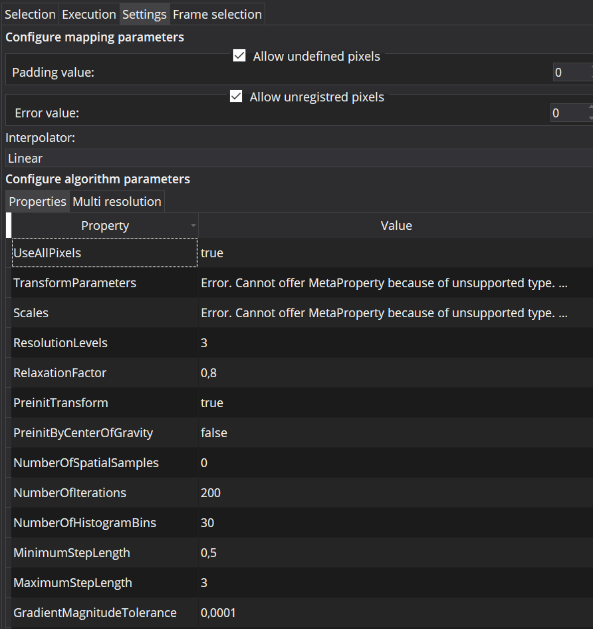 Selection Execution Settings Frame selection
Configure mapping parameters
Allow undefined pixels
Padding value: 0
Allow unregistred pixels
Error value: 0
Interpolator:
Linear
Configure algorithm parameters
Properties Multi resolution
Property Value
UseAllPixels true
TransformParameters Error. Cannot offer MetaProperty because of unsupported type. ...
Scales Error. Cannot offer MetaProperty because of unsupported type. ...
ResolutionLevels 3
RelaxationFactor 0,8
PreinitTransform true
PreinitByCenterOfGravity false
NumberOfSpatialSamples 0
NumberOfIterations 200
NumberOfHistogramBins 30
MinimumStepLength 0,5
MaximumStepLength 3
GradientMagnitudeTolerance 0,0001